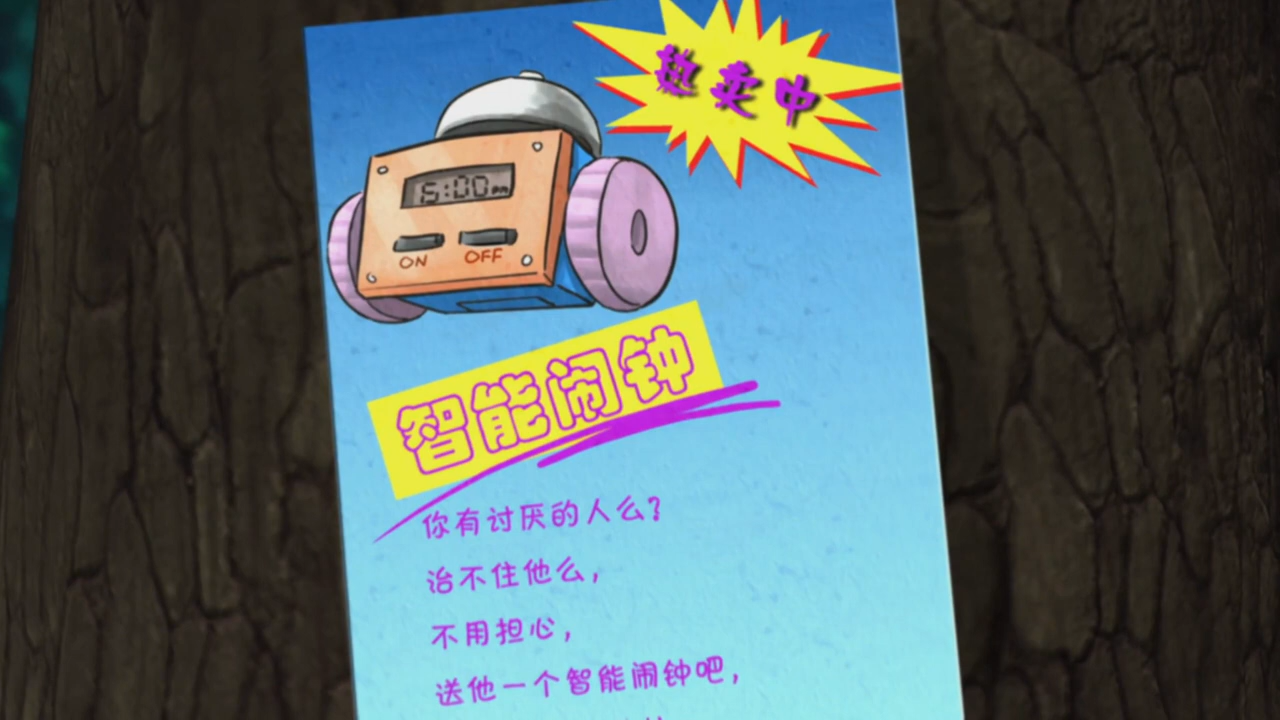 热卖中
5:00 pm
ON OFF
智能闹钟
你有讨厌的人么?
治不住他么,
不用担心,
送他一个智能闹钟吧,